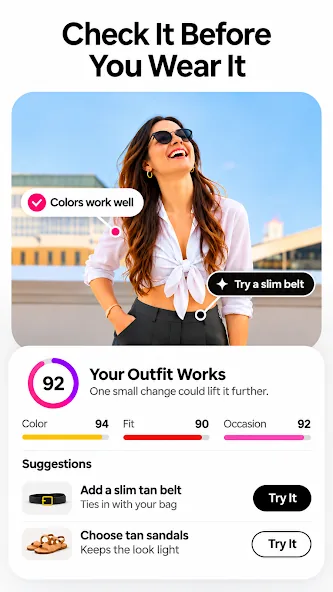 Check It Before
You Wear It
Colors work well
Try a slim belt
92
Your Outfit Works
One small change could lift it further.
Color 94 Fit 90 Occasion 92
Suggestions
Add a slim tan belt
Ties in with your bag
Try It
Choose tan sandals
Keeps the look light
Try It